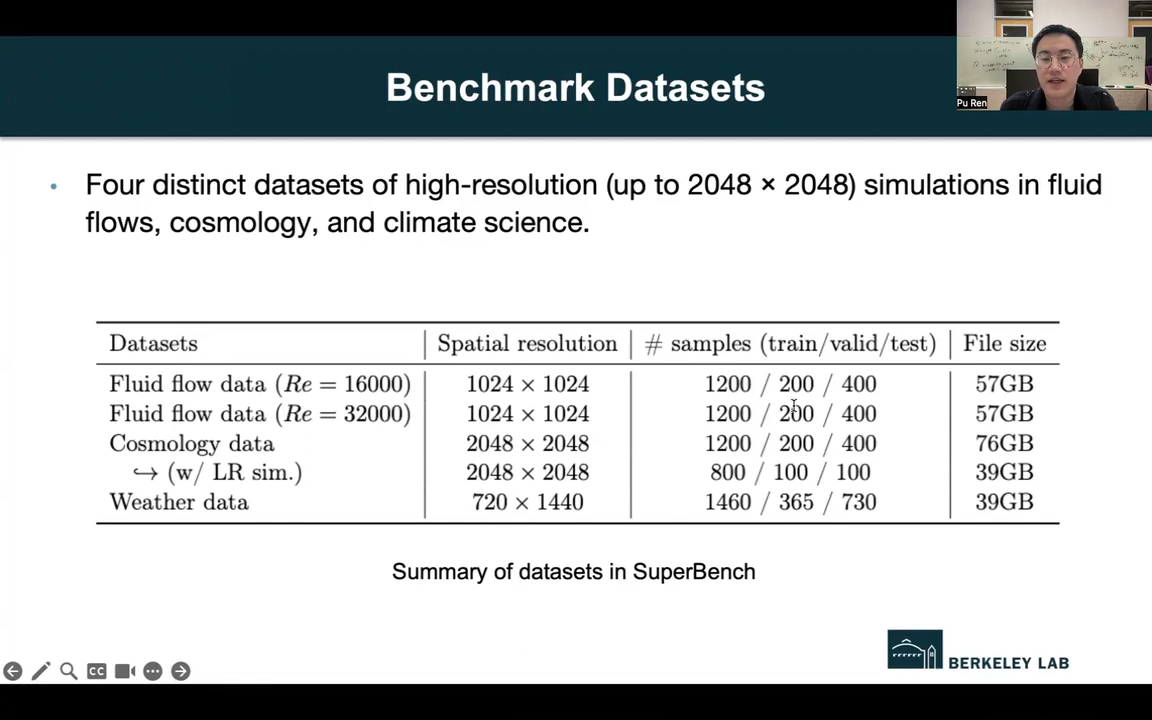 Benchmark Datasets
Pu Ren
• Four distinct datasets of high-resolution (up to 2048 × 2048) simulations in fluid
flows, cosmology, and climate science.
Datasets | Spatial resolution | # samples (train/valid/test) | File size
Fluid flow data (Re = 16000) | 1024 × 1024 | 1200 / 200 / 400 | 57GB
Fluid flow data (Re = 32000) | 1024 × 1024 | 1200 / 200 / 400 | 57GB
Cosmology data | 2048 × 2048 | 1200 / 200 / 400 | 76GB
↪ (w/ LR sim.) | 2048 × 2048 | 800 / 100 / 100 | 39GB
Weather data | 720 × 1440 | 1460 / 365 / 730 | 39GB
Summary of datasets in SuperBench
BERKELEY LAB
CC